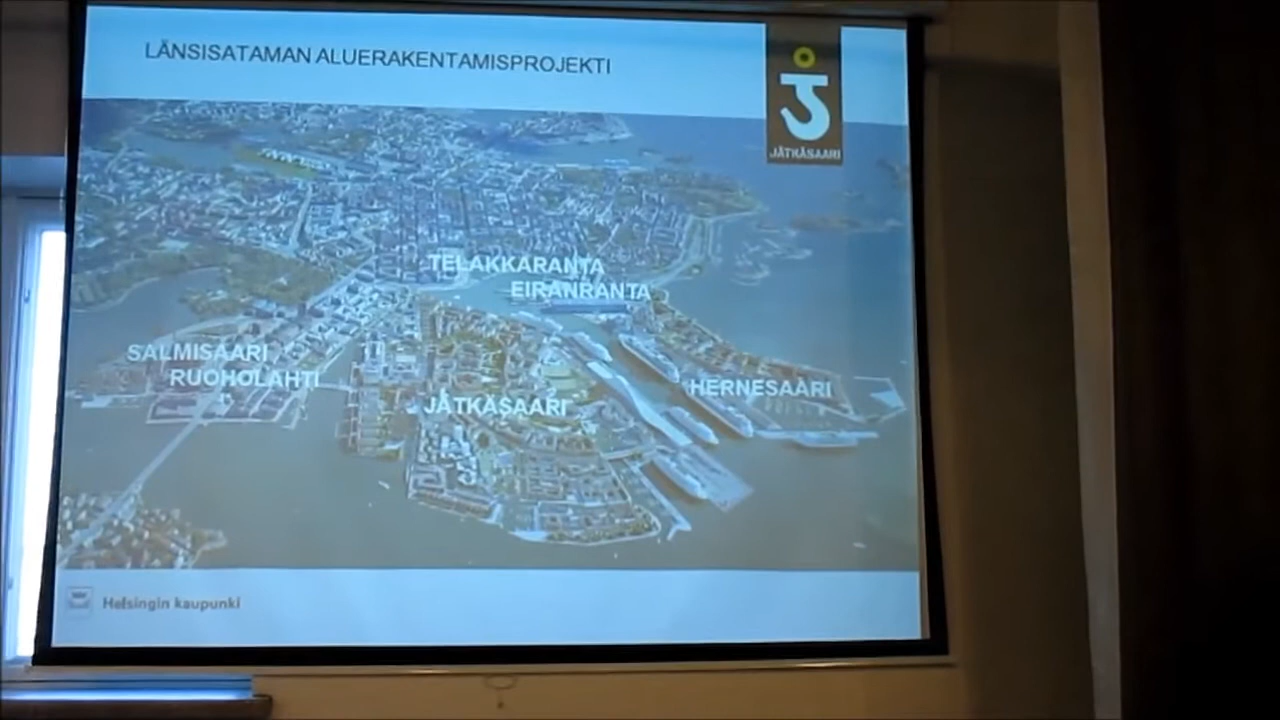 LÄNSISATAMAN ALUERAKENTAMISPROJEKTI
JÄTKÄSAARI
TELAKKARANTA
EIRANRANTA
SALMISAARI
RUOHOLAHTI
HERNESAARI
JÄTKÄSAARI
Helsingin kaupunki